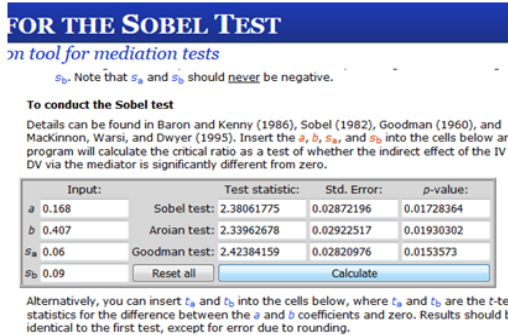 FOR THE SOBEL TEST
on tool for mediation tests
sb. Note that sa and sb should never be negative.
To conduct the Sobel test
Details can be found in Baron and Kenny (1986), Sobel (1982), Goodman (1960), and
MacKinnon, Warsi, and Dwyer (1995). Insert the a, b, sa, and sb into the cells below an
program will calculate the critical ratio as a test of whether the indirect effect of the IV
DV via the mediator is significantly different from zero.
Input: Test statistic: Std. Error: p-value:
a 0.168 Sobel test: 2.38061775 0.02872196 0.01728364
b 0.407 Aroian test: 2.33962678 0.02922517 0.01930302
sa 0.06 Goodman test: 2.42384159 0.02820976 0.0153573
sb 0.09 Reset all Calculate
Alternatively, you can insert ta and tb into the cells below, where ta and tb are the t-te
statistics for the difference between the a and b coefficients and zero. Results should b
identical to the first test, except for error due to rounding.